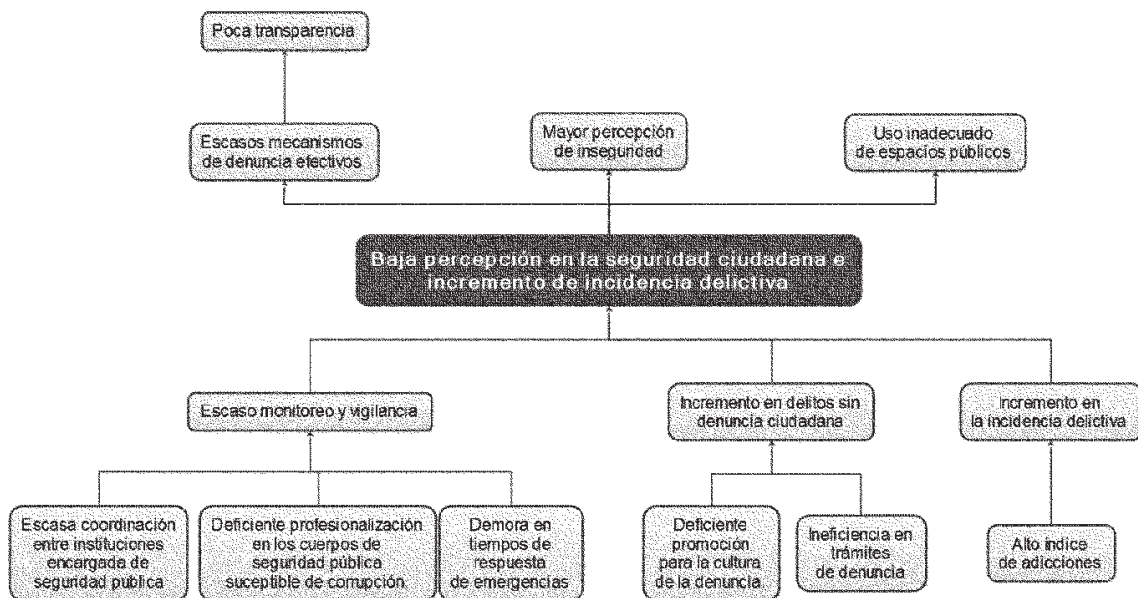 Poca transparencia
Escasos mecanismos
de denuncia efectivos
Mayor percepción
de inseguridad
Uso inadecuado
de espacios públicos
Baja percepción en la seguridad ciudadana e
incremento de incidencia delictiva
Escaso monitoreo y vigilancia
Incremento en delitos sin
denuncia ciudadana
Incremento en
la incidencia delictiva
Escasa coordinación
entre instituciones
encargada de
seguridad pública
Deficiente profesionalización
en los cuerpos de
seguridad pública
suceptible de corrupción
Demora en
tiempos de
respuesta
de emergencias
Deficiente
promoción
para la cultura
de la denuncia
Ineficiencia en
trámites
de denuncia
Alto índice
de adicciones